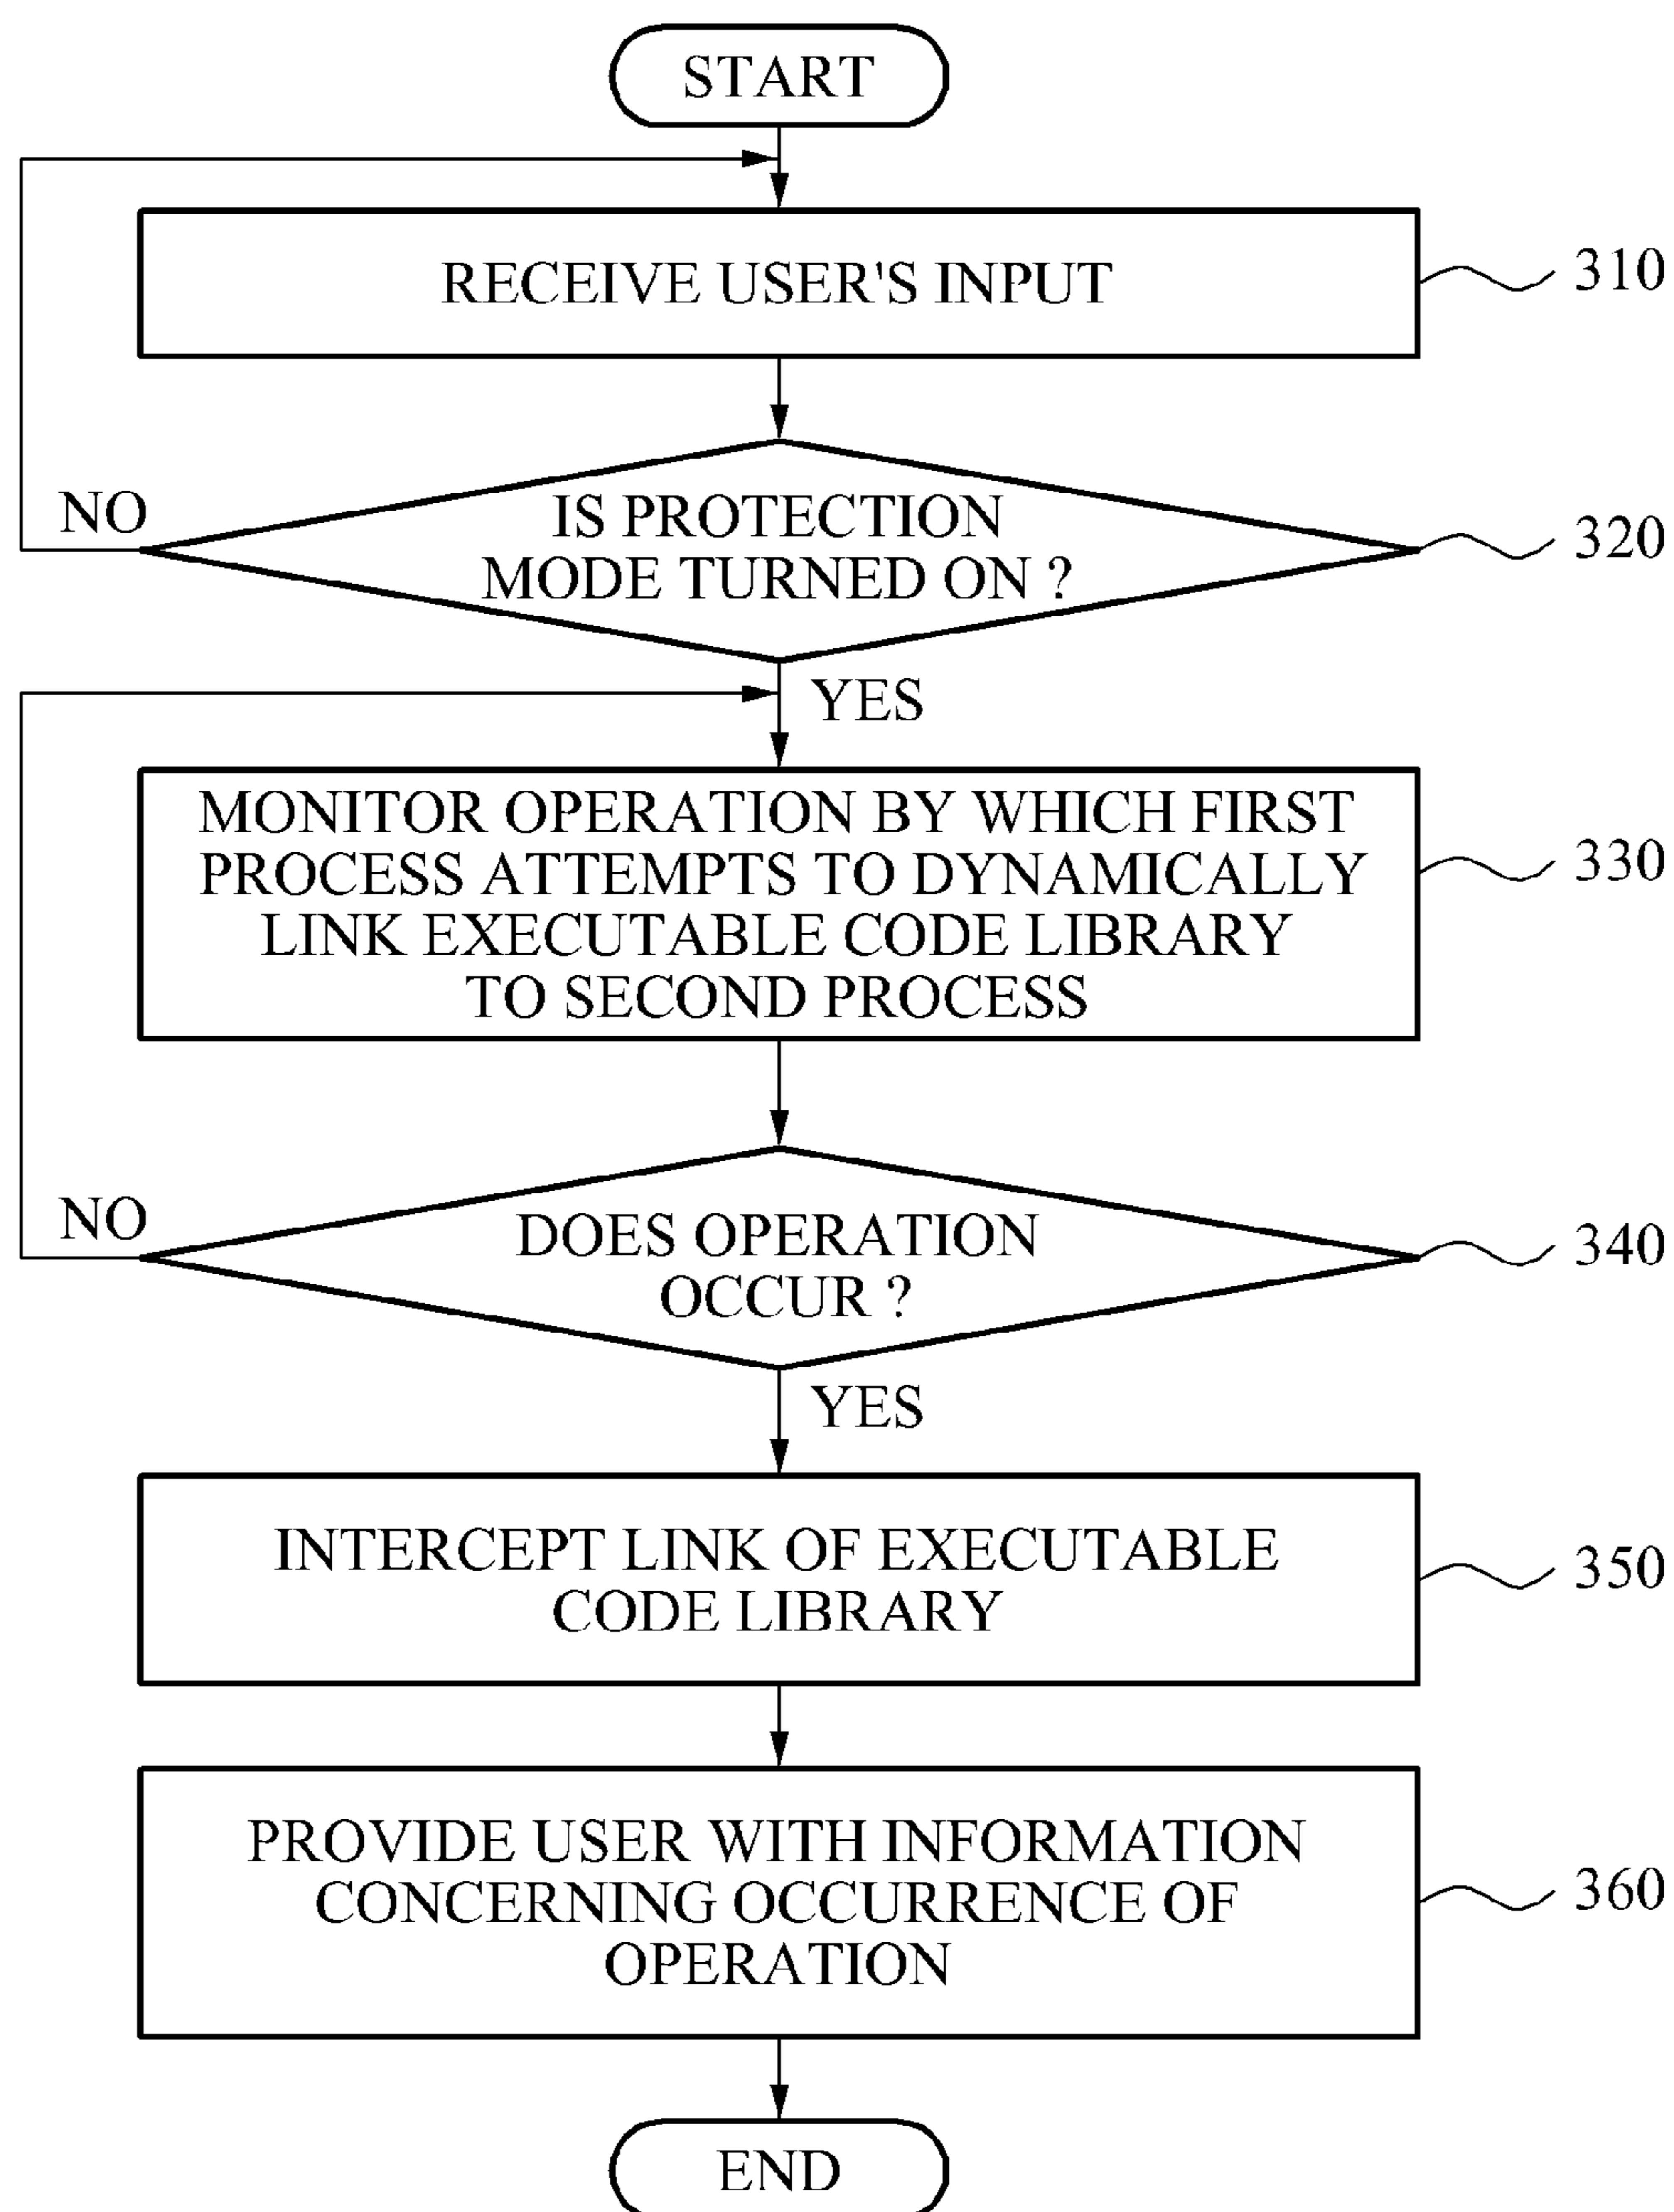 START
RECEIVE USER'S INPUT
310
IS PROTECTION
MODE TURNED ON ?
320
NO
YES
MONITOR OPERATION BY WHICH FIRST
PROCESS ATTEMPTS TO DYNAMICALLY
LINK EXECUTABLE CODE LIBRARY
TO SECOND PROCESS
330
DOES OPERATION
OCCUR ?
340
NO
YES
INTERCEPT LINK OF EXECUTABLE
CODE LIBRARY
350
PROVIDE USER WITH INFORMATION
CONCERNING OCCURRENCE OF
OPERATION
360
END